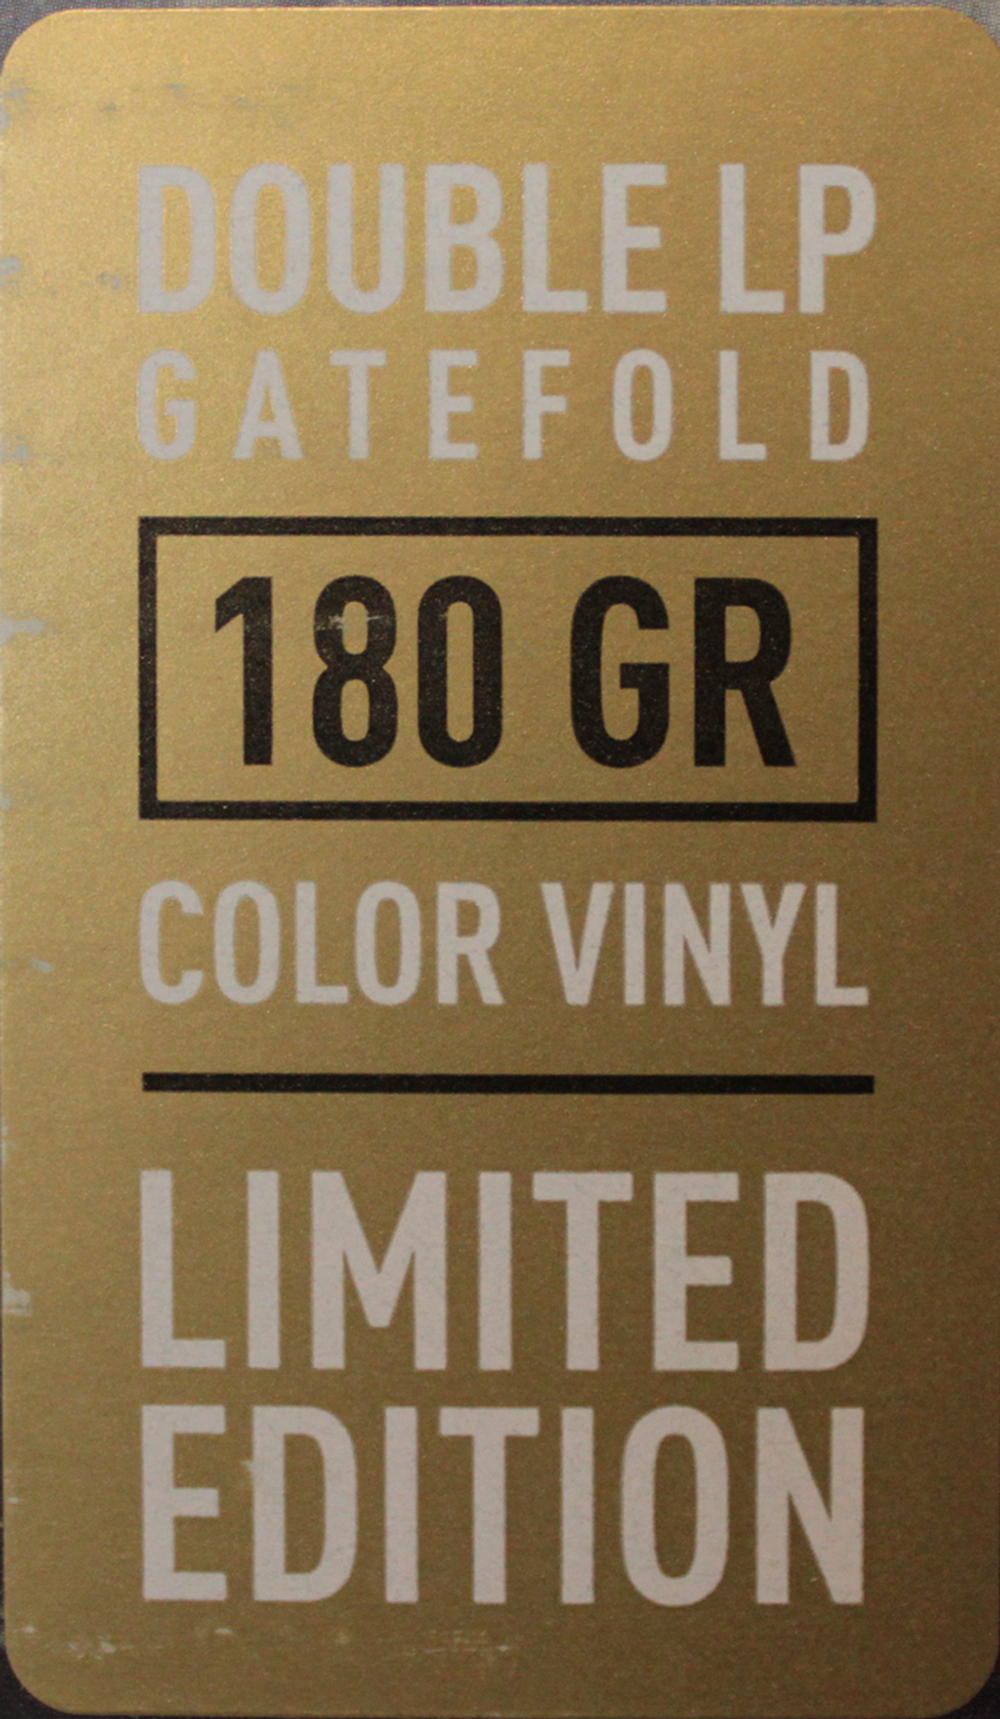 DOUBLE LP
GATEFOLD
180 GR
COLOR VINYL
LIMITED
EDITION